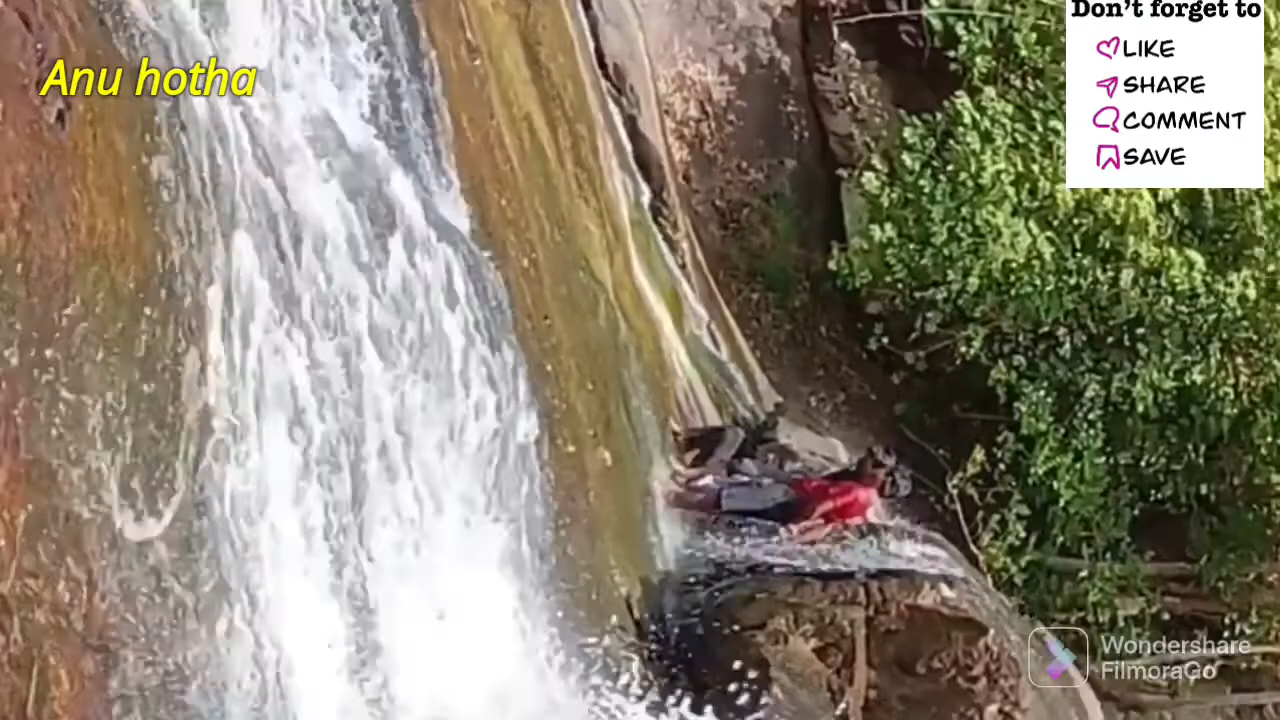 Anu hotha
Don't forget to
LIKE
SHARE
COMMENT
SAVE
Wondershare
FilmoraGo